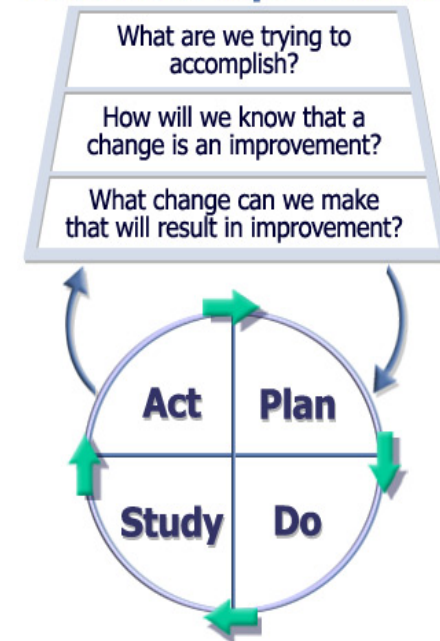 What are we trying to
accomplish?
How will we know that a
change is an improvement?
What change can we make
that will result in improvement?
Act
Plan
Study
Do